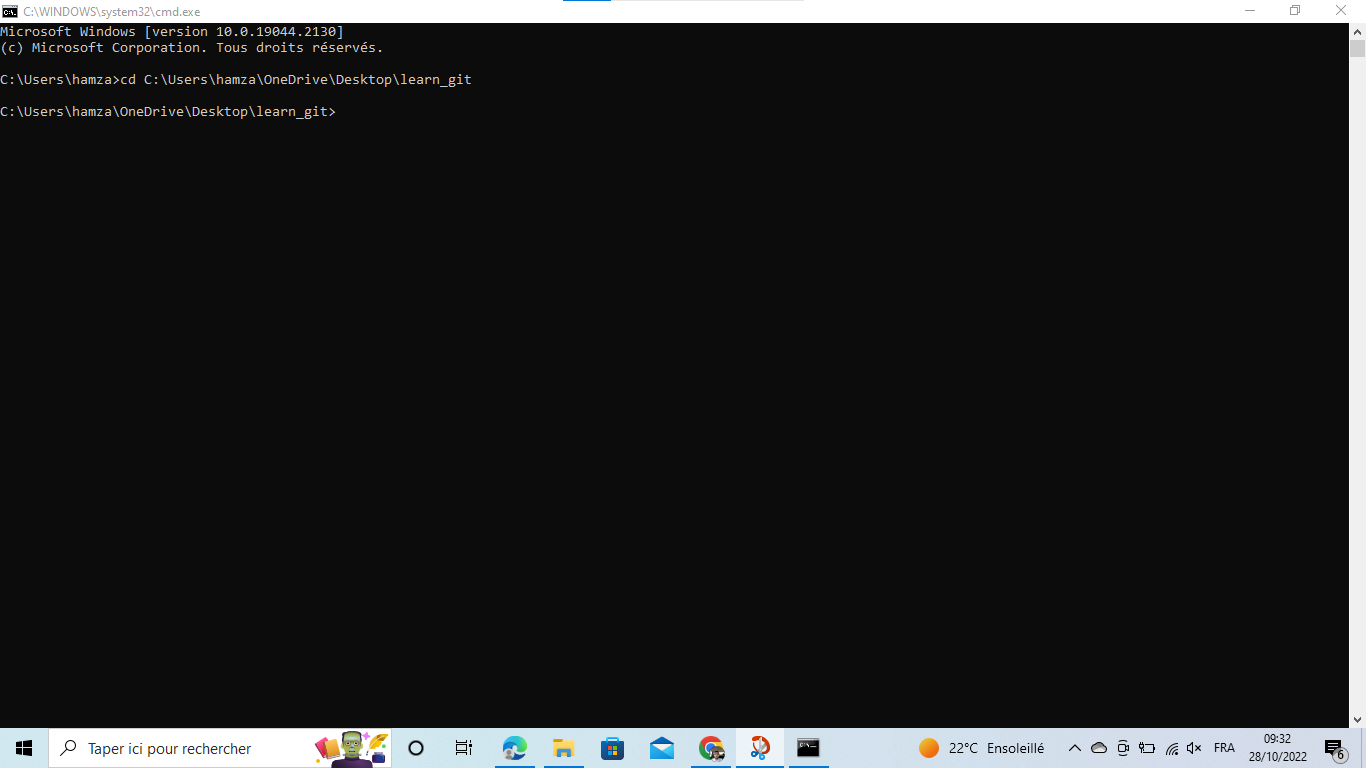 C:\WINDOWS\system32\cmd.exe
Microsoft Windows [version 10.0.19044.2130]
(c) Microsoft Corporation. Tous droits réservés.
C:\Users\hamza>cd C:\Users\hamza\OneDrive\Desktop\learn_git
C:\Users\hamza\OneDrive\Desktop\learn_git>
Taper ici pour rechercher
22°C Ensoleillé
FRA
09:32
28/10/2022
6